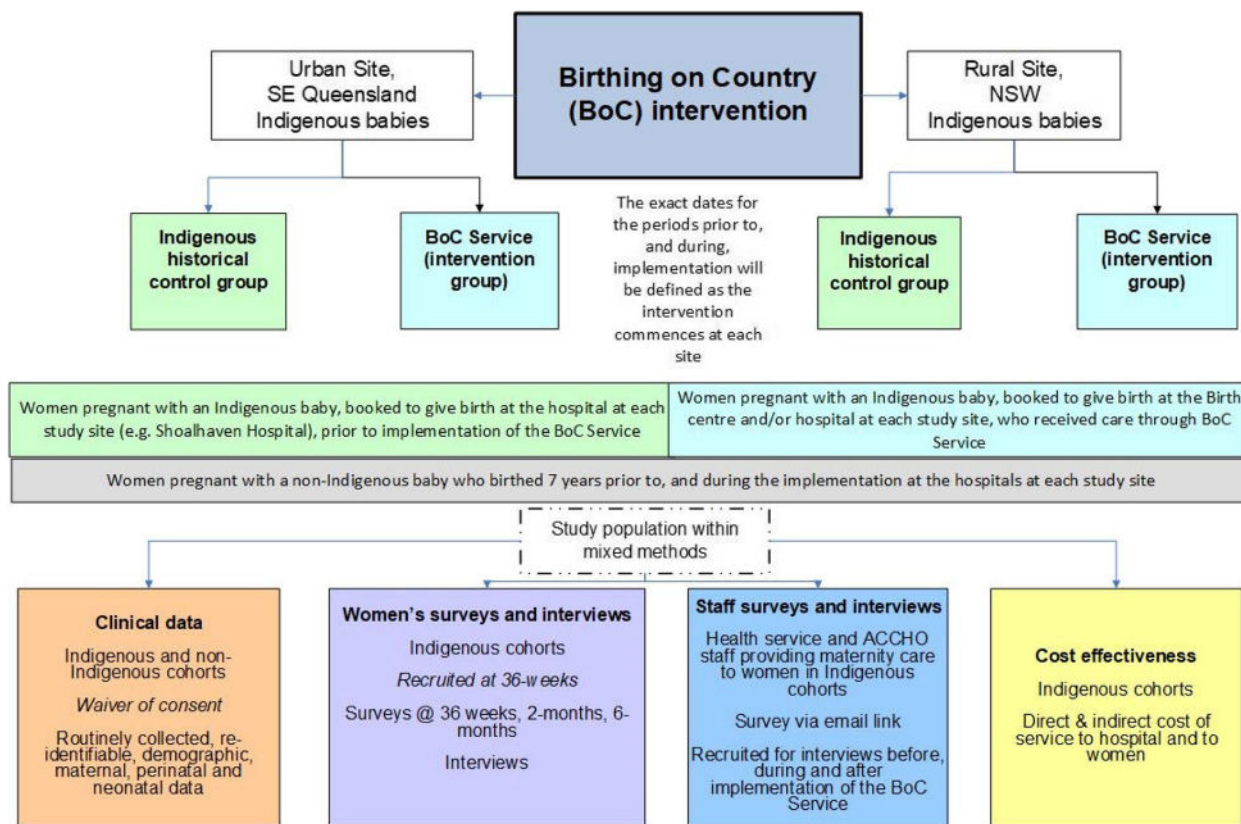 Urban Site,
SE Queensland
Indigenous babies
Birthing on Country
(BoC) intervention
Rural Site,
NSW
Indigenous babies
Indigenous
historical
control group
BoC Service
(intervention
group)
The exact dates for
the periods prior to,
and during,
implementation will
be defined as the
intervention
commences at each
site
Indigenous
historical
control group
BoC Service
(intervention
group)
Women pregnant with an Indigenous baby, booked to give birth at the hospital at each
study site (e.g. Shoalhaven Hospital), prior to implementation of the BoC Service
Women pregnant with an Indigenous baby, booked to give birth at the Birth
centre and/or hospital at each study site, who received care through BoC
Service
Women pregnant with a non-Indigenous baby who birthed 7 years prior to, and during the implementation at the hospitals at each study site
Study population within
mixed methods
Clinical data
Indigenous and non-
Indigenous cohorts
Waiver of consent
Routinely collected, re-
identifiable, demographic,
maternal, perinatal and
neonatal data
Women's surveys and interviews
Indigenous cohorts
Recruited at 36-weeks
Surveys @ 36 weeks, 2-months, 6-
months
Interviews
Staff surveys and interviews
Health service and ACCHO
staff providing maternity care
to women in Indigenous
cohorts
Survey via email link
Recruited for interviews before,
during and after
implementation of the BoC
Service
Cost effectiveness
Indigenous cohorts
Direct & indirect cost of
service to hospital and to
women